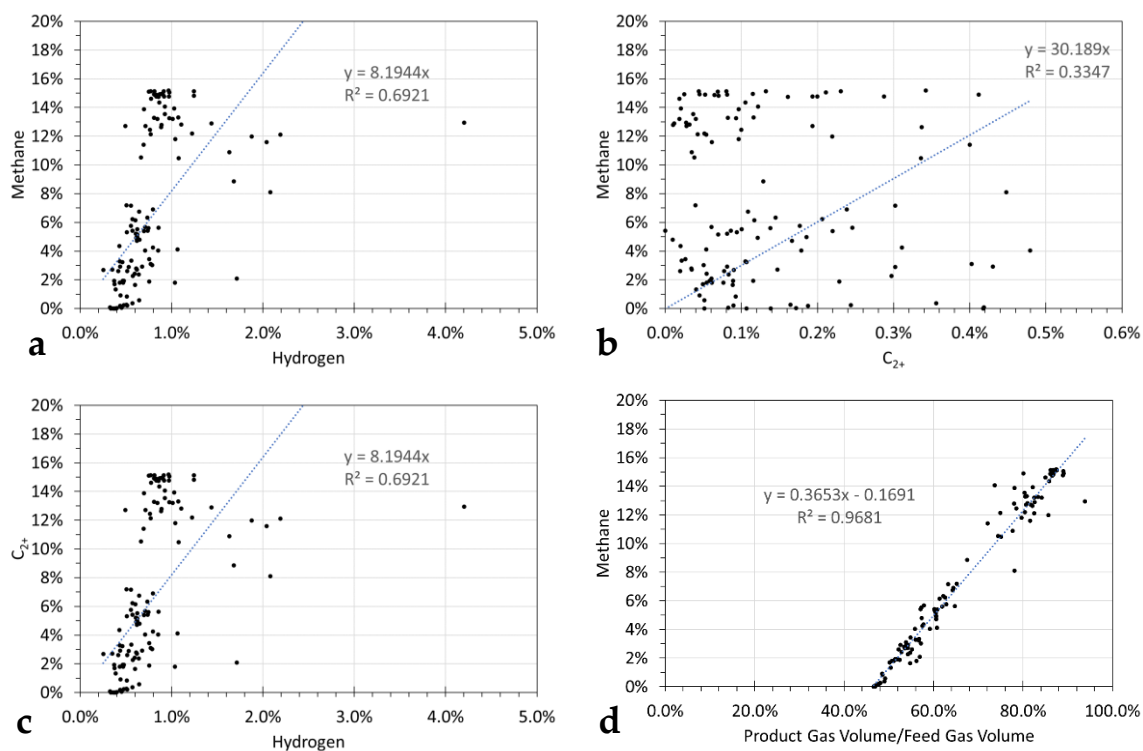 20%
18%
16%
14%
12%
10%
8%
6%
4%
2%
0%
Methane
y = 8.1944x
R² = 0.6921
0.0% 1.0% 2.0% 3.0% 4.0% 5.0%
Hydrogen
a
20%
18%
16%
14%
12%
10%
8%
6%
4%
2%
0%
Methane
y = 30.189x
R² = 0.3347
0.0% 0.1% 0.2% 0.3% 0.4% 0.5% 0.6%
C₂₊
b
20%
18%
16%
14%
12%
10%
8%
6%
4%
2%
0%
C₂₊
y = 8.1944x
R² = 0.6921
0.0% 1.0% 2.0% 3.0% 4.0% 5.0%
Hydrogen
c
20%
18%
16%
14%
12%
10%
8%
6%
4%
2%
0%
Methane
y = 0.3653x - 0.1691
R² = 0.9681
0.0% 20.0% 40.0% 60.0% 80.0% 100.0%
Product Gas Volume/Feed Gas Volume
d